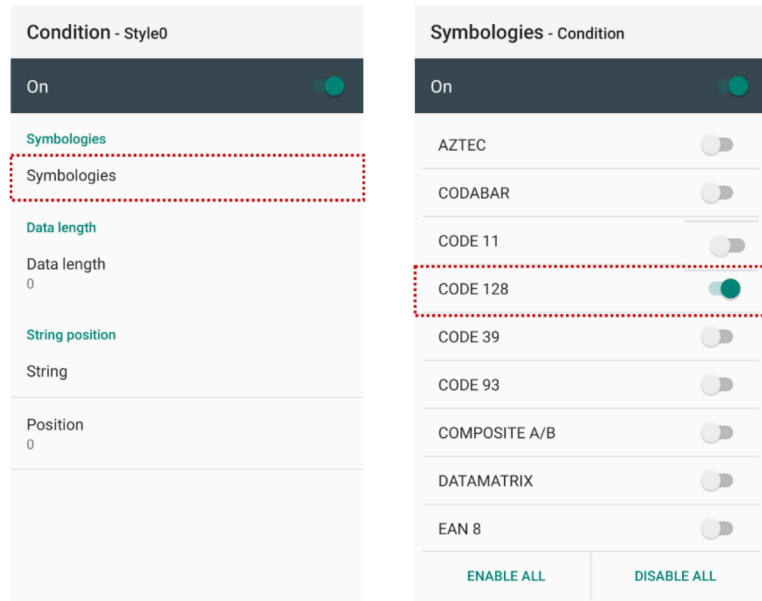 Condition - Style0
On
Symbologies
Symbologies
Data length
Data length
0
String position
String
Position
0
Symbologies - Condition
On
AZTEC
CODABAR
CODE 11
CODE 128
CODE 39
CODE 93
COMPOSITE A/B
DATAMATRIX
EAN 8
ENABLE ALL
DISABLE ALL